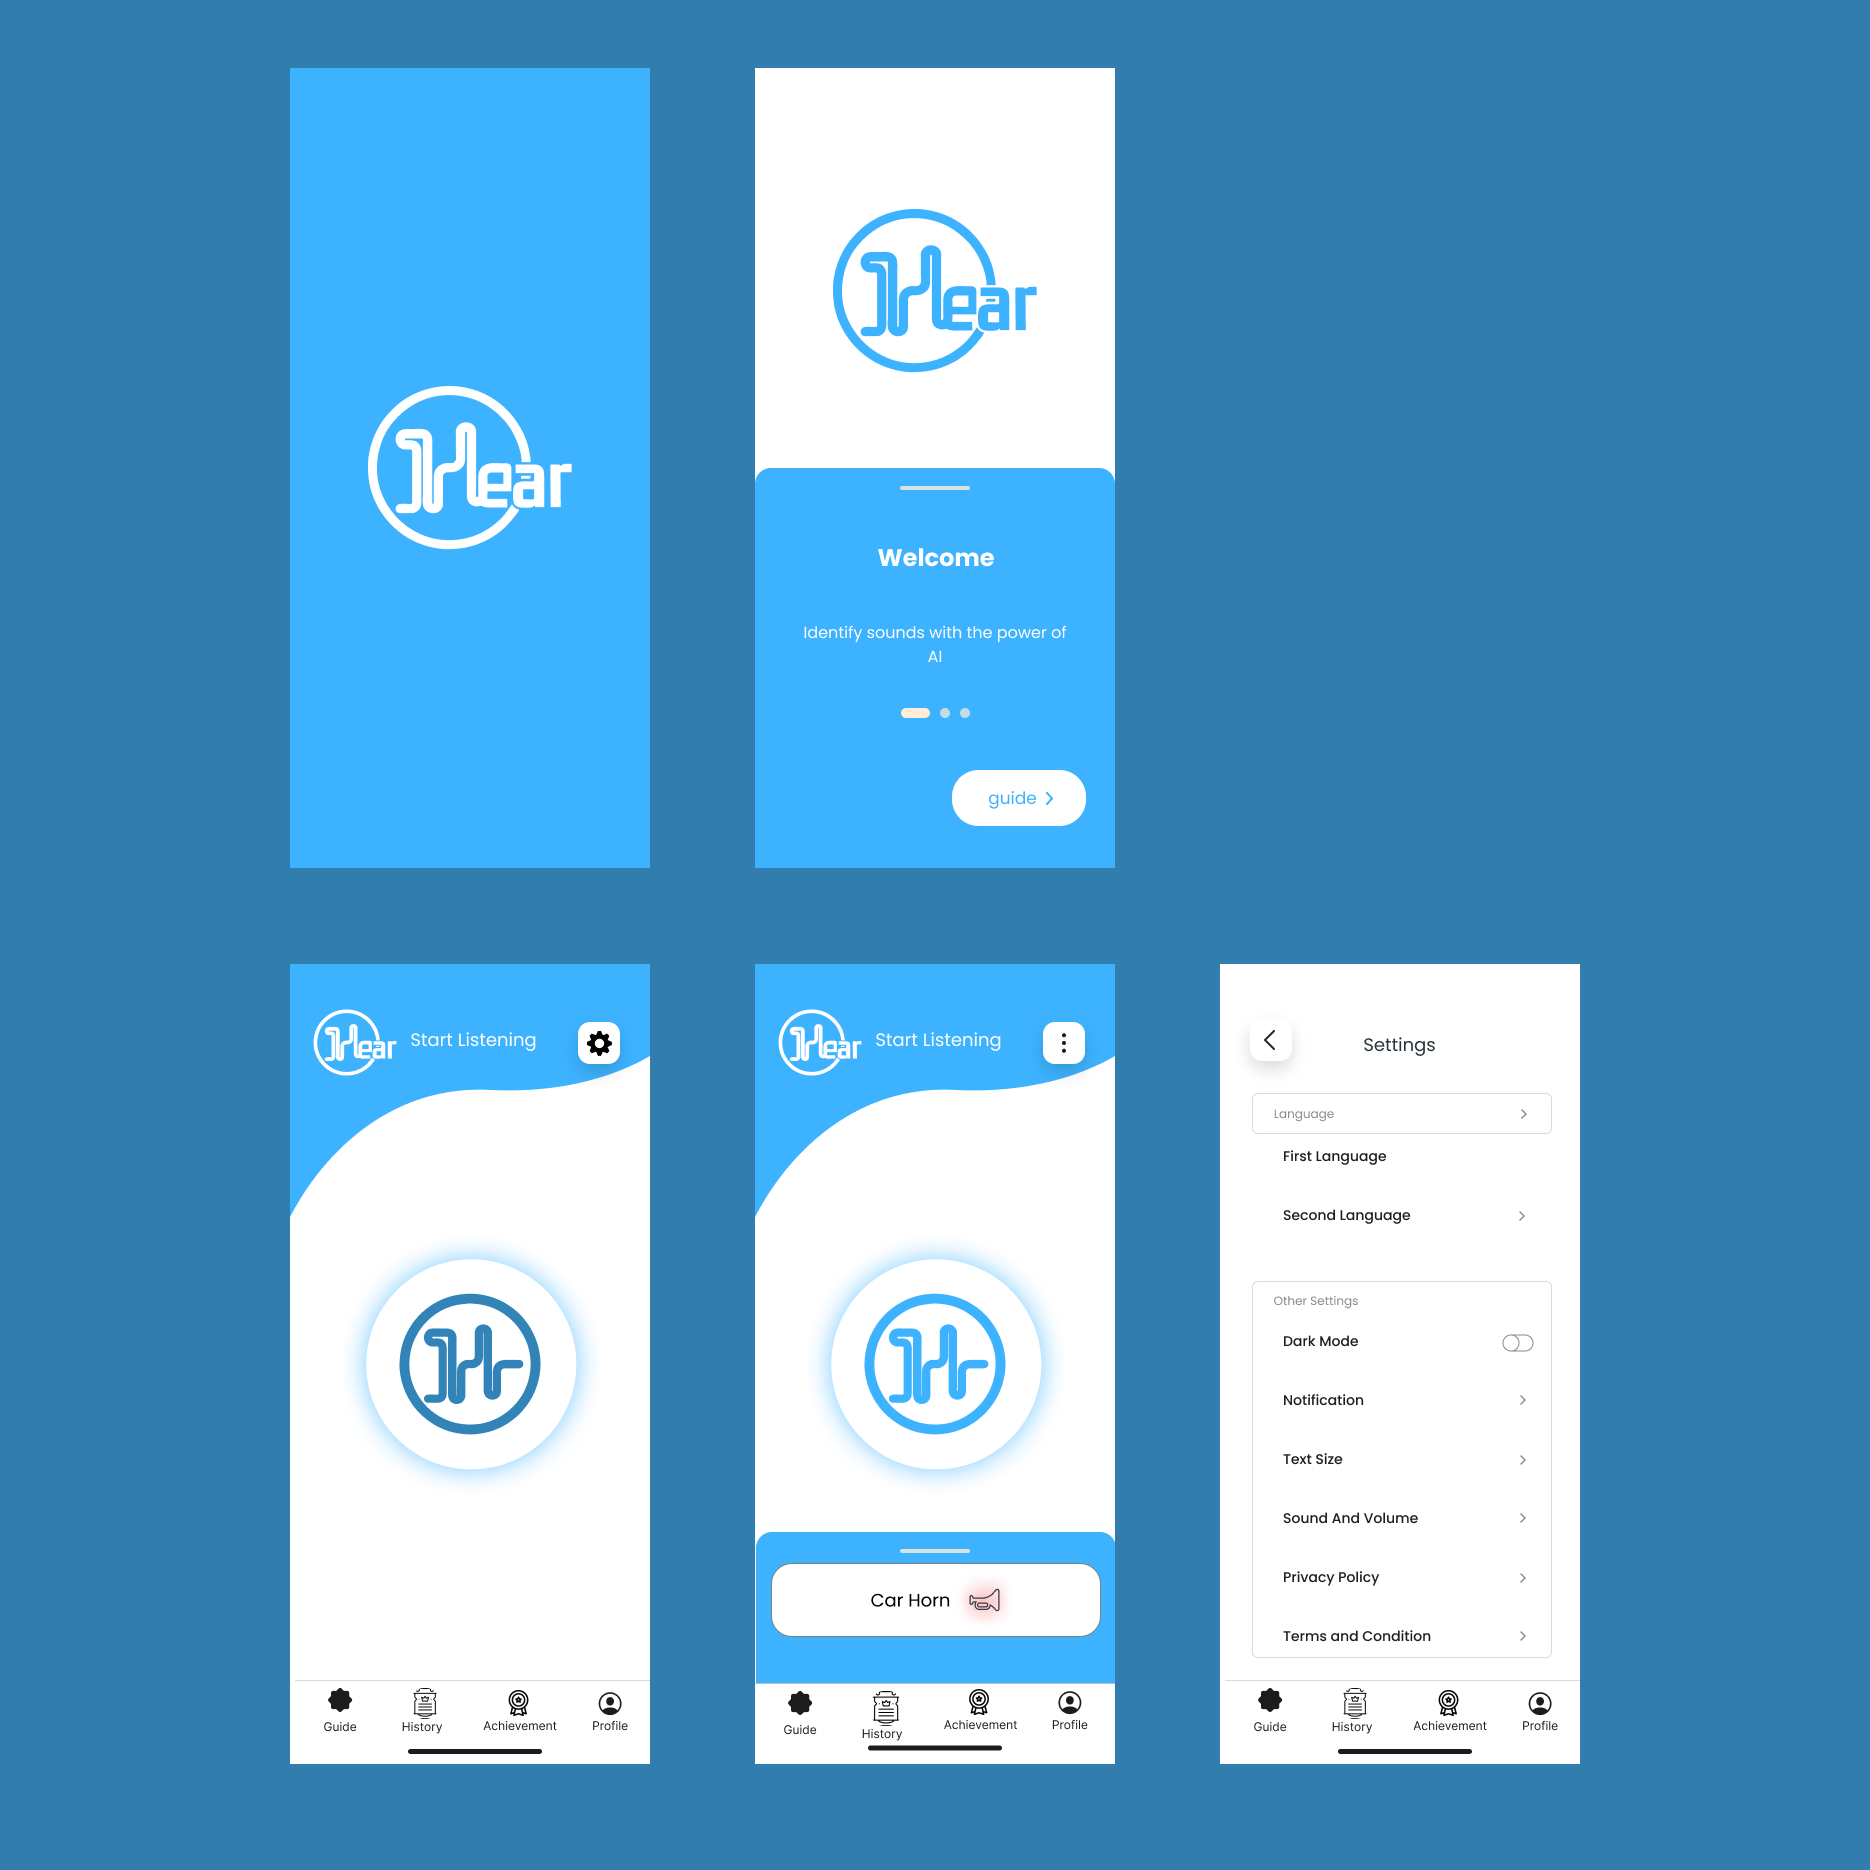 Hear
Hear
Welcome
Identify sounds with the power of
AI
guide
Hear
Start Listening
Guide
History
Achievement
Profile
Hear
Start Listening
Car Horn
Guide
History
Achievement
Profile
Settings
Language
First Language
Second Language
Other Settings
Dark Mode
Notification
Text Size
Sound And Volume
Privacy Policy
Terms and Condition
Guide
History
Achievement
Profile